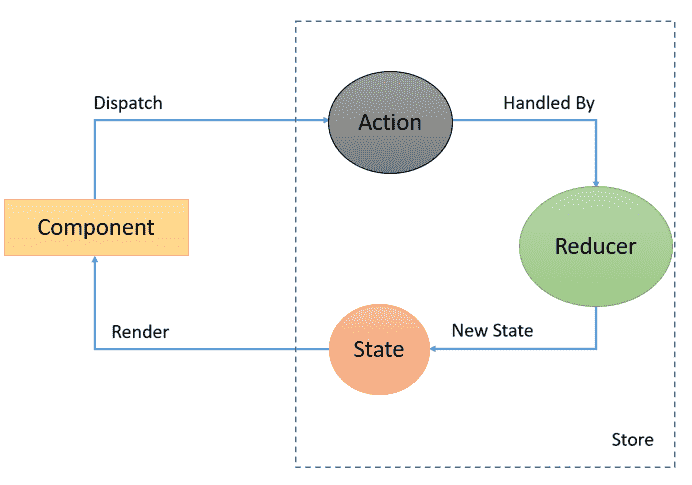 Dispatch
Handled By
Action
Component
Reducer
Render
State
New State
Store